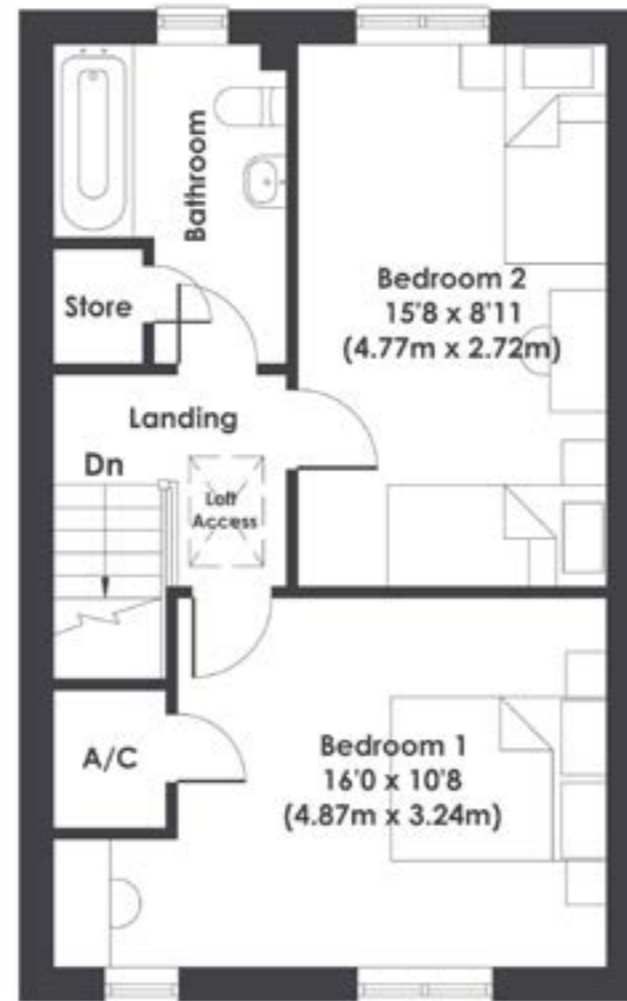 Bathroom
Store
Bedroom 2
15'8 x 8'11
(4.77m x 2.72m)
Landing
Dn
Loft
Access
A/C
Bedroom 1
16'0 x 10'8
(4.87m x 3.24m)